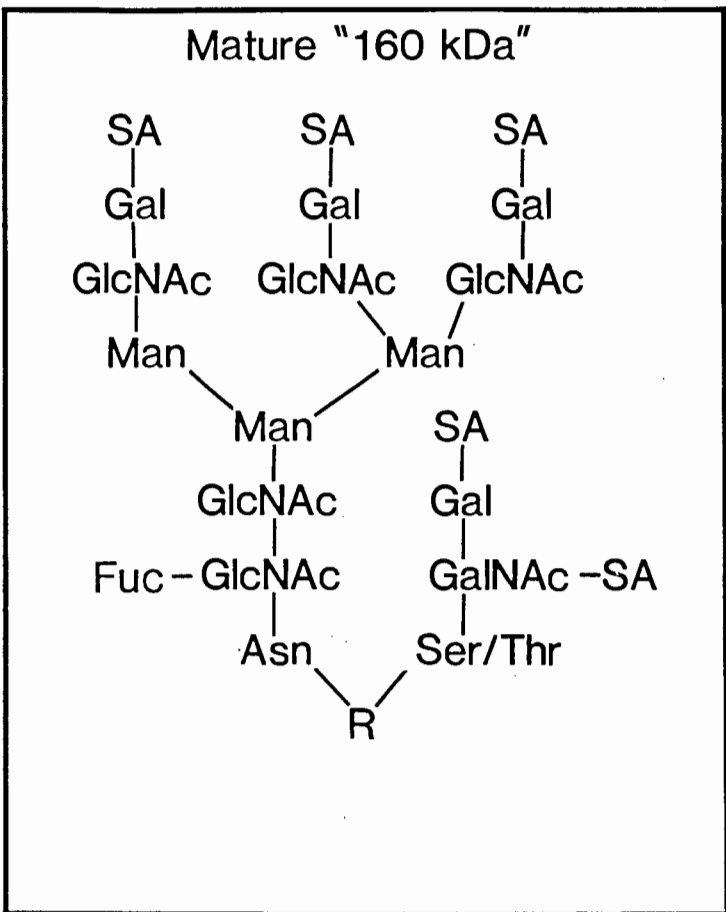 Mature "160 kDa"
SA SA SA
Gal Gal Gal
GlcNAc GlcNAc GlcNAc
Man Man
Man SA
GlcNAc Gal
Fuc-GlcNAc GalNAc-SA
Asn Ser/Thr
R